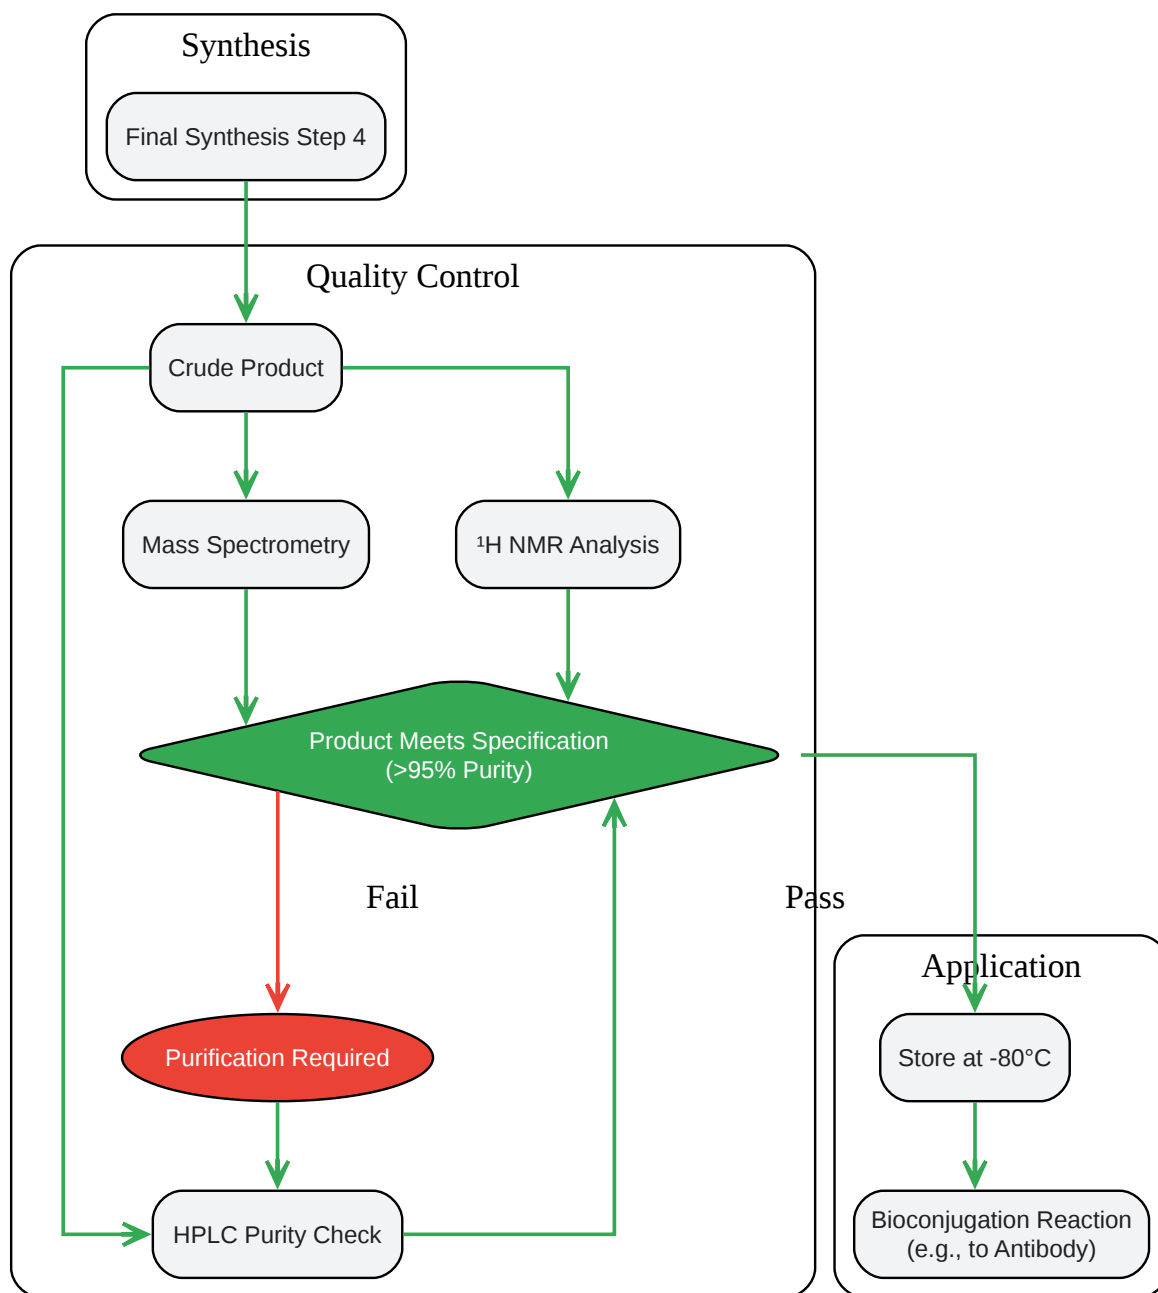 Synthesis
Final Synthesis Step 4
Quality Control
Crude Product
Mass Spectrometry
¹H NMR Analysis
Product Meets Specification
(>95% Purity)
Fail
Pass
Application
Purification Required
Store at -80°C
HPLC Purity Check
Bioconjugation Reaction
(e.g., to Antibody)